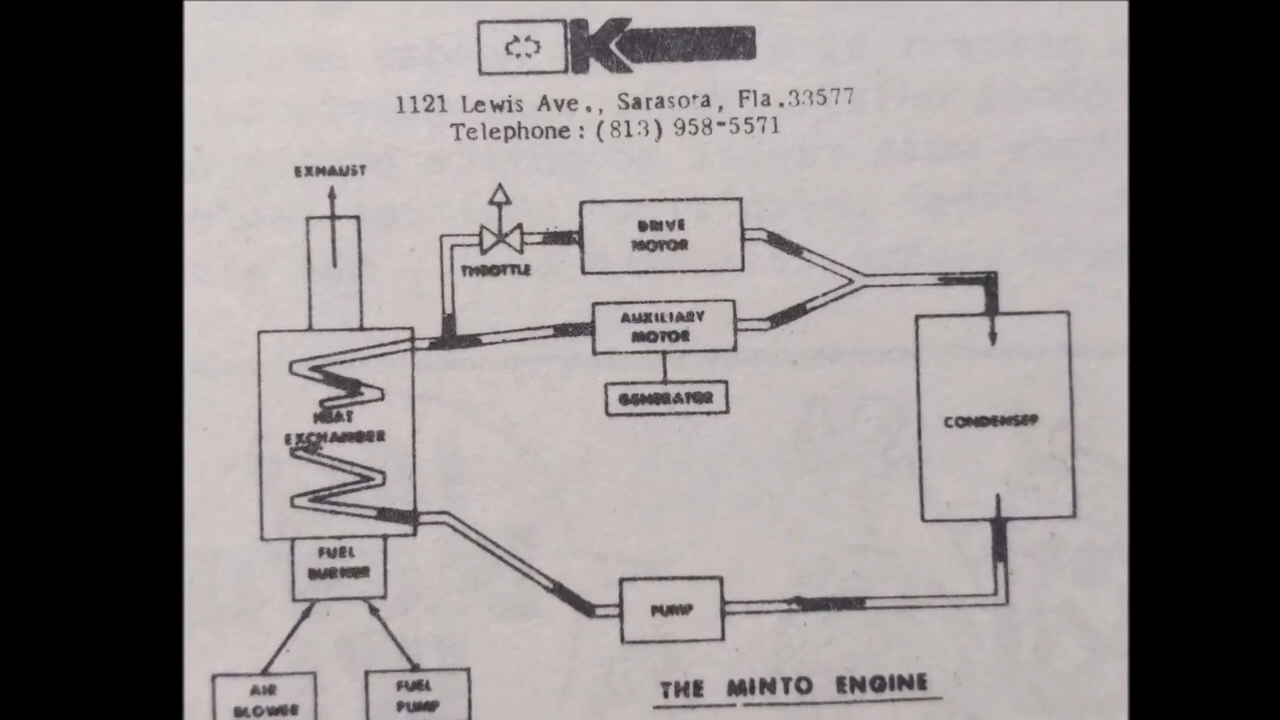 K
1121 Lewis Ave., Sarasota, Fla.33577
Telephone: (813) 958-5571
EXHAUST
DRIVE
MOTOR
THROTTLE
AUXILIARY
MOTOR
GENERATOR
HEAT
EXCHANGER
CONDENSER
FUEL
BURNER
PUMP
AIR
BLOWER
FUEL
PUMP
THE MINTO ENGINE